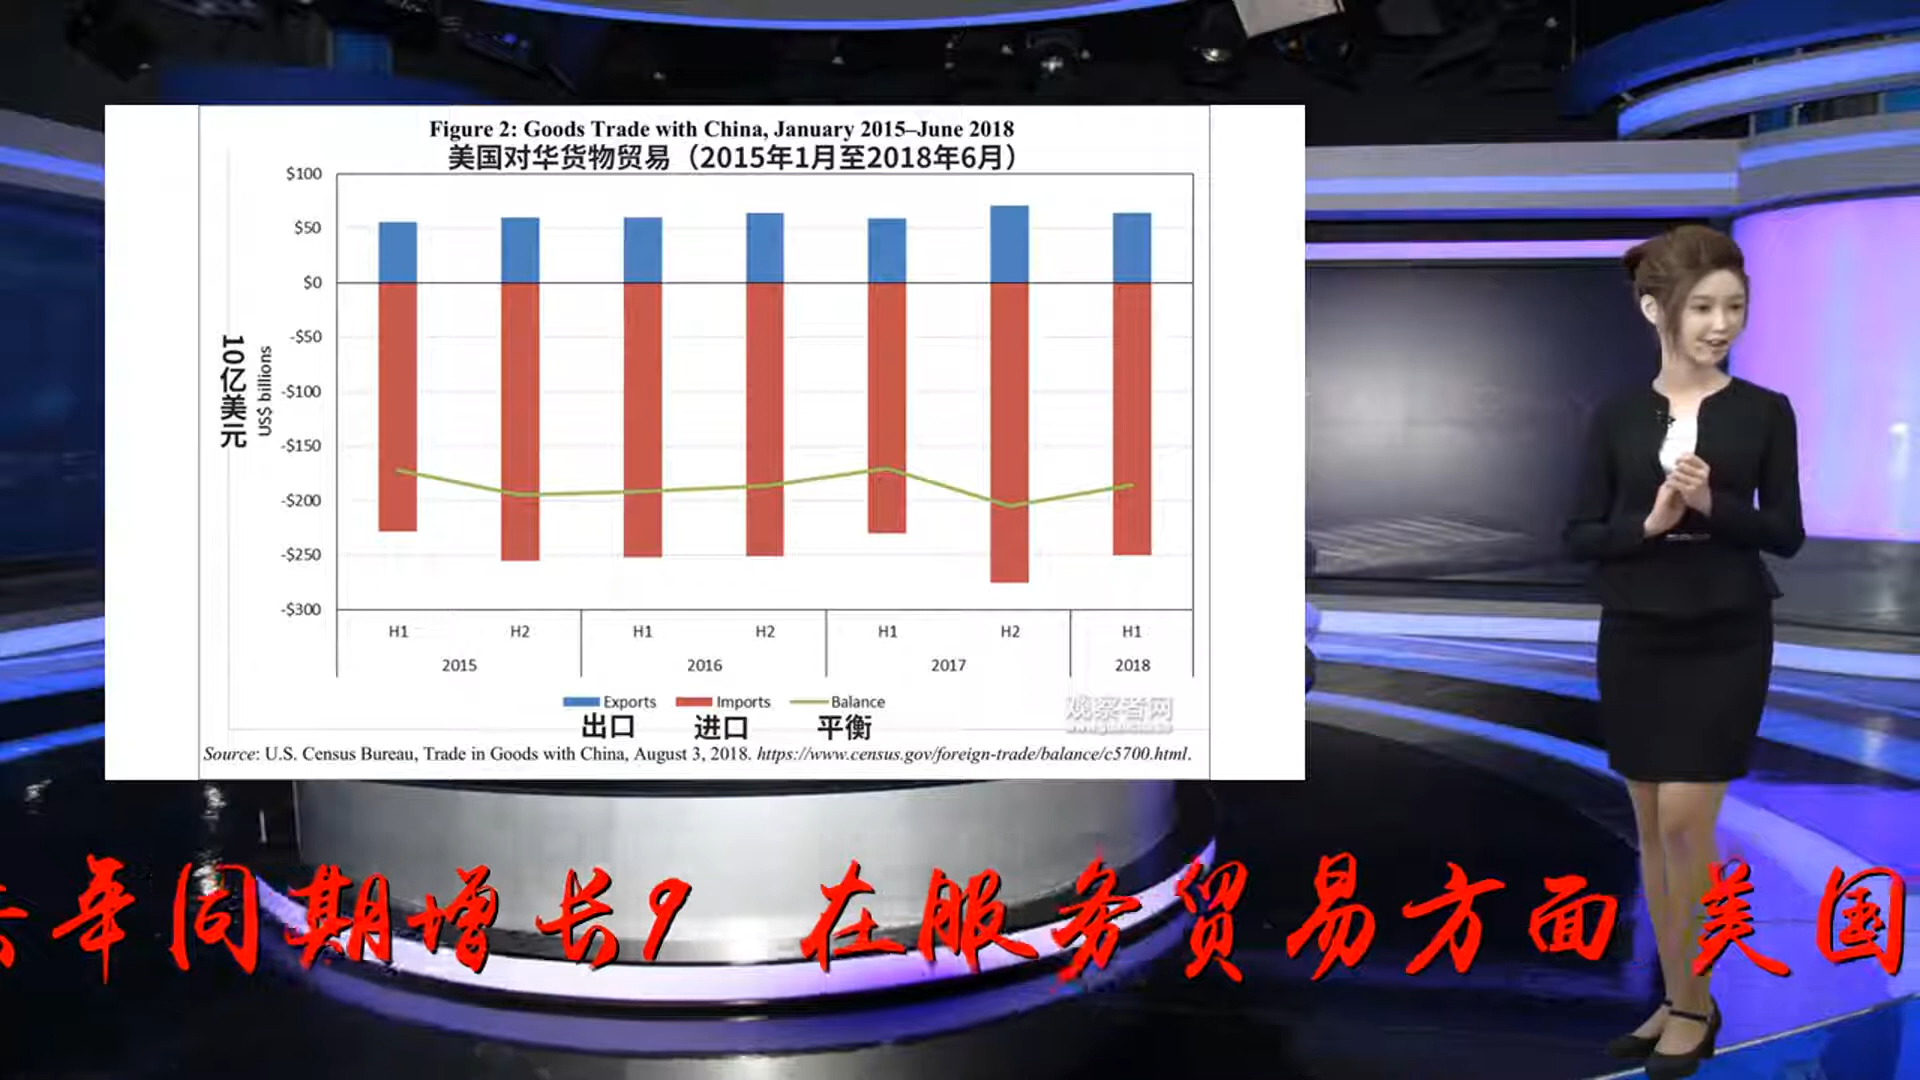 Figure 2: Goods Trade with China, January 2015–June 2018
美国对华货物贸易（2015年1月至2018年6月）
$100
$50
$0
-$50
-$100
-$150
-$200
-$250
-$300
10亿美元
US$ billions
H1 H2 H1 H2 H1 H2 H1
2015 2016 2017 2018
Exports Imports Balance
出口 进口 平衡
观察者网
Source: U.S. Census Bureau, Trade in Goods with China, August 3, 2018. https://www.census.gov/foreign-trade/balance/c5700.html.
年同期增长9 在服务贸易方面 美国